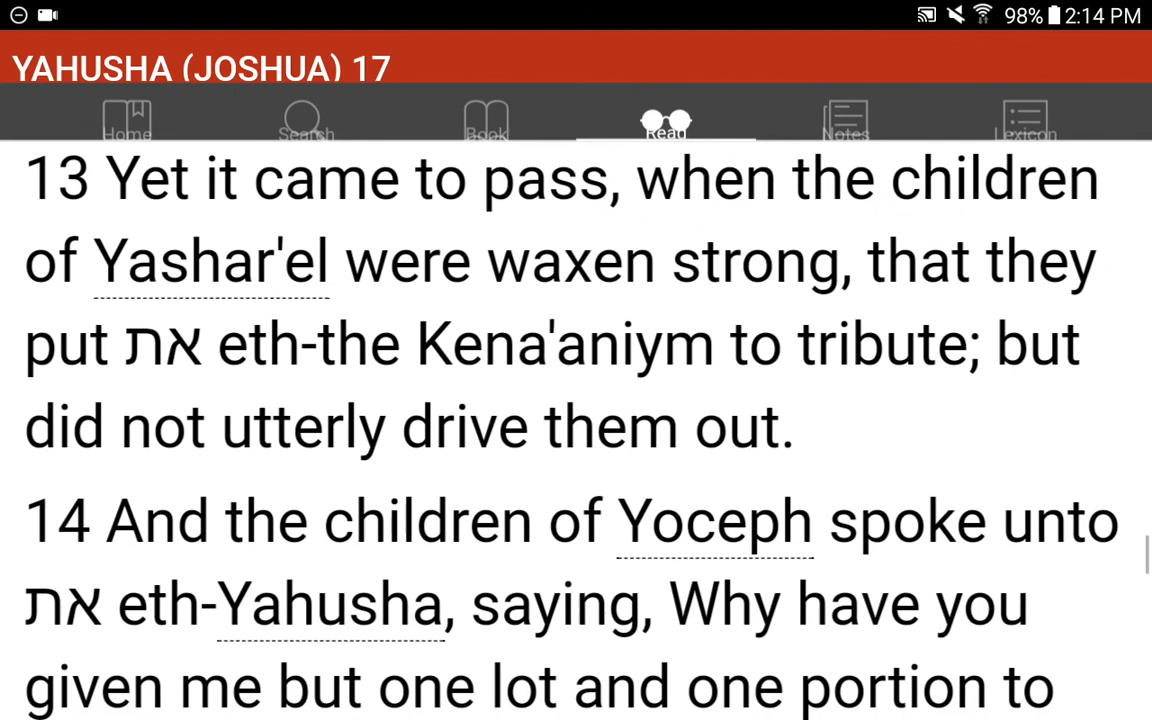 98% 2:14 PM
YAHUSHA (JOSHUA) 17
Home Search Book Read Notes Lexicon
13 Yet it came to pass, when the children
of Yashar'el were waxen strong, that they
put את eth-the Kena'aniym to tribute; but
did not utterly drive them out.
14 And the children of Yoceph spoke unto
את eth-Yahusha, saying, Why have you
given me but one lot and one portion to